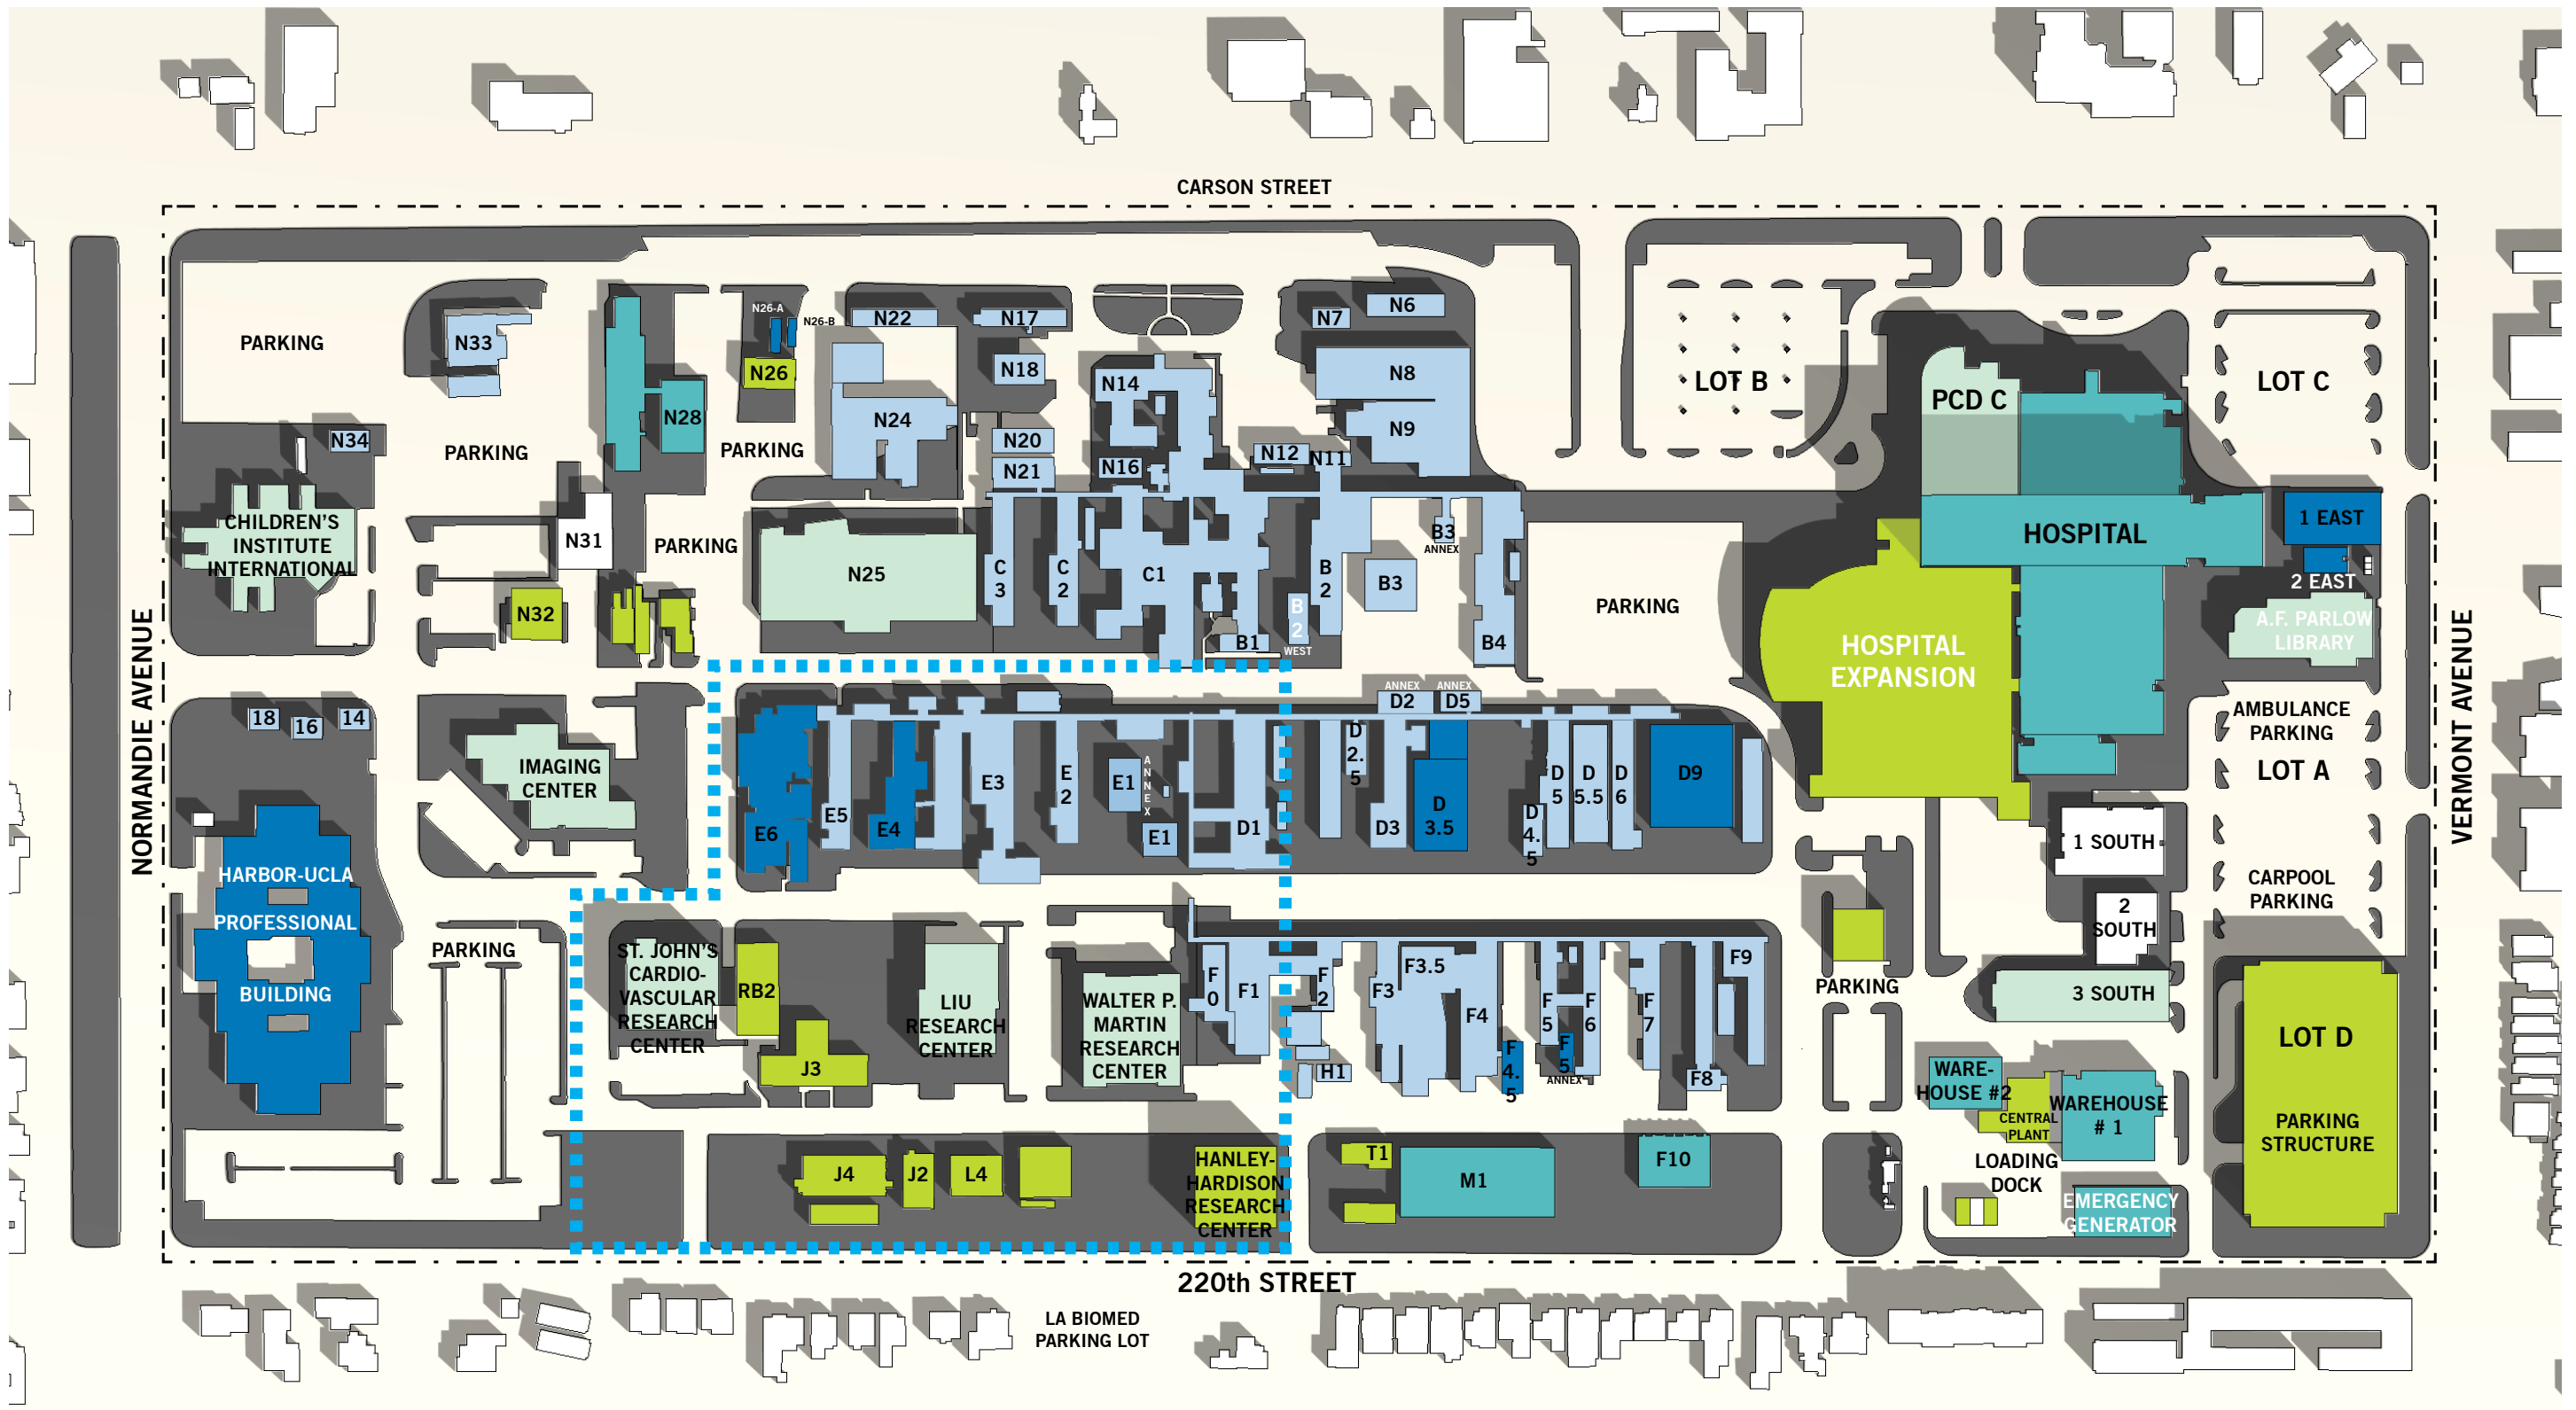 CARSON STREET
NORMANDIE AVENUE
VERMONT AVENUE
220th STREET
PARKING
N33
N34
PARKING
N28
N26-A
N26-B
N26
PARKING
N22
N24
N17
N18
N20
N21
N14
N16
N7
N6
N8
N9
N12
N11
LOT B
PCD C
LOT C
CHILDREN'S
INSTITUTE
INTERNATIONAL
N31
PARKING
N32
N25
C
3
C
2
C1
B1
B
2
WEST
B
2
B3
ANNEX
B3
B4
PARKING
HOSPITAL
HOSPITAL
EXPANSION
1 EAST
2 EAST
A.F. PARLOW
LIBRARY
18
16
14
IMAGING
CENTER
E6
E5
E4
E3
E
2
E1
ANNEX
E1
D1
D
2.
5
ANNEX
D2
ANNEX
D5
D3
D
3.5
D
4.
5
D
5
D
5.5
D
6
D9
AMBULANCE
PARKING
LOT A
1 SOUTH
2
SOUTH
3 SOUTH
CARPOOL
PARKING
HARBOR-UCLA
PROFESSIONAL
BUILDING
PARKING
ST. JOHN'S
CARDIO-
VASCULAR
RESEARCH
CENTER
RB2
J3
LIU
RESEARCH
CENTER
WALTER P.
MARTIN
RESEARCH
CENTER
F
0
F1
F
2
H1
F3
F3.5
F4
F
4.
5
F
5
F
5
ANNEX
F
6
F
7
F8
F9
PARKING
WARE-
HOUSE #2
CENTRAL
PLANT
WAREHOUSE
# 1
LOADING
DOCK
EMERGENCY
GENERATOR
LOT D
PARKING
STRUCTURE
J4
J2
L4
HANLEY-
HARDISON
RESEARCH
CENTER
T1
M1
F10
LA BIOMED
PARKING LOT